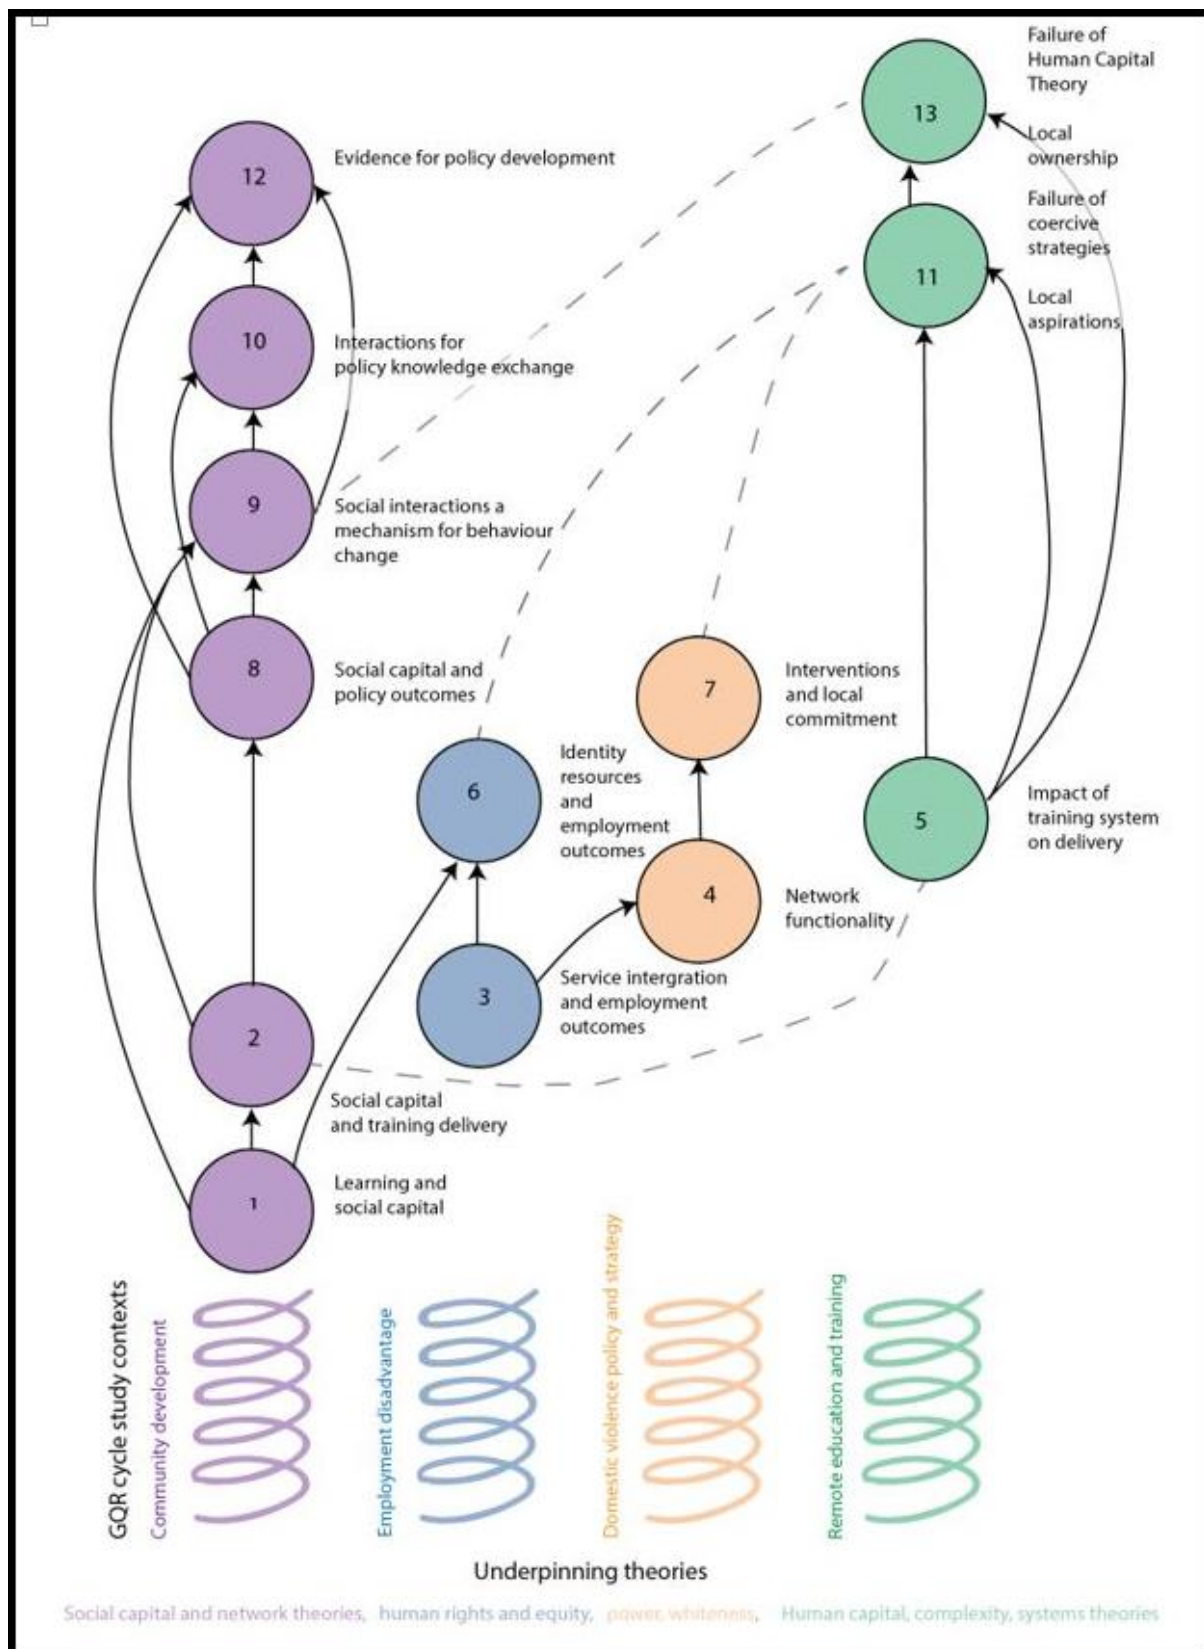 Failure of
Human Capital
Theory
13
Local
ownership
12
Evidence for policy development
Failure of
coercive
strategies
11
Local
aspirations
10
Interactions for
policy knowledge exchange
9
Social interactions a
mechanism for behaviour
change
8
Social capital and
policy outcomes
7
Interventions
and local
commitment
6
Identity
resources
and
employment
outcomes
5
Impact of
training system
on delivery
4
Network
functionality
3
Service intergration
and employment
outcomes
2
Social capital
and training delivery
1
Learning and
social capital
GQR cycle study contexts
Community development
Employment disadvantage
Domestic violence policy and strategy
Remote education and training
Underpinning theories
Social capital and network theories, human rights and equity, power, whiteness, Human capital, complexity, systems theories